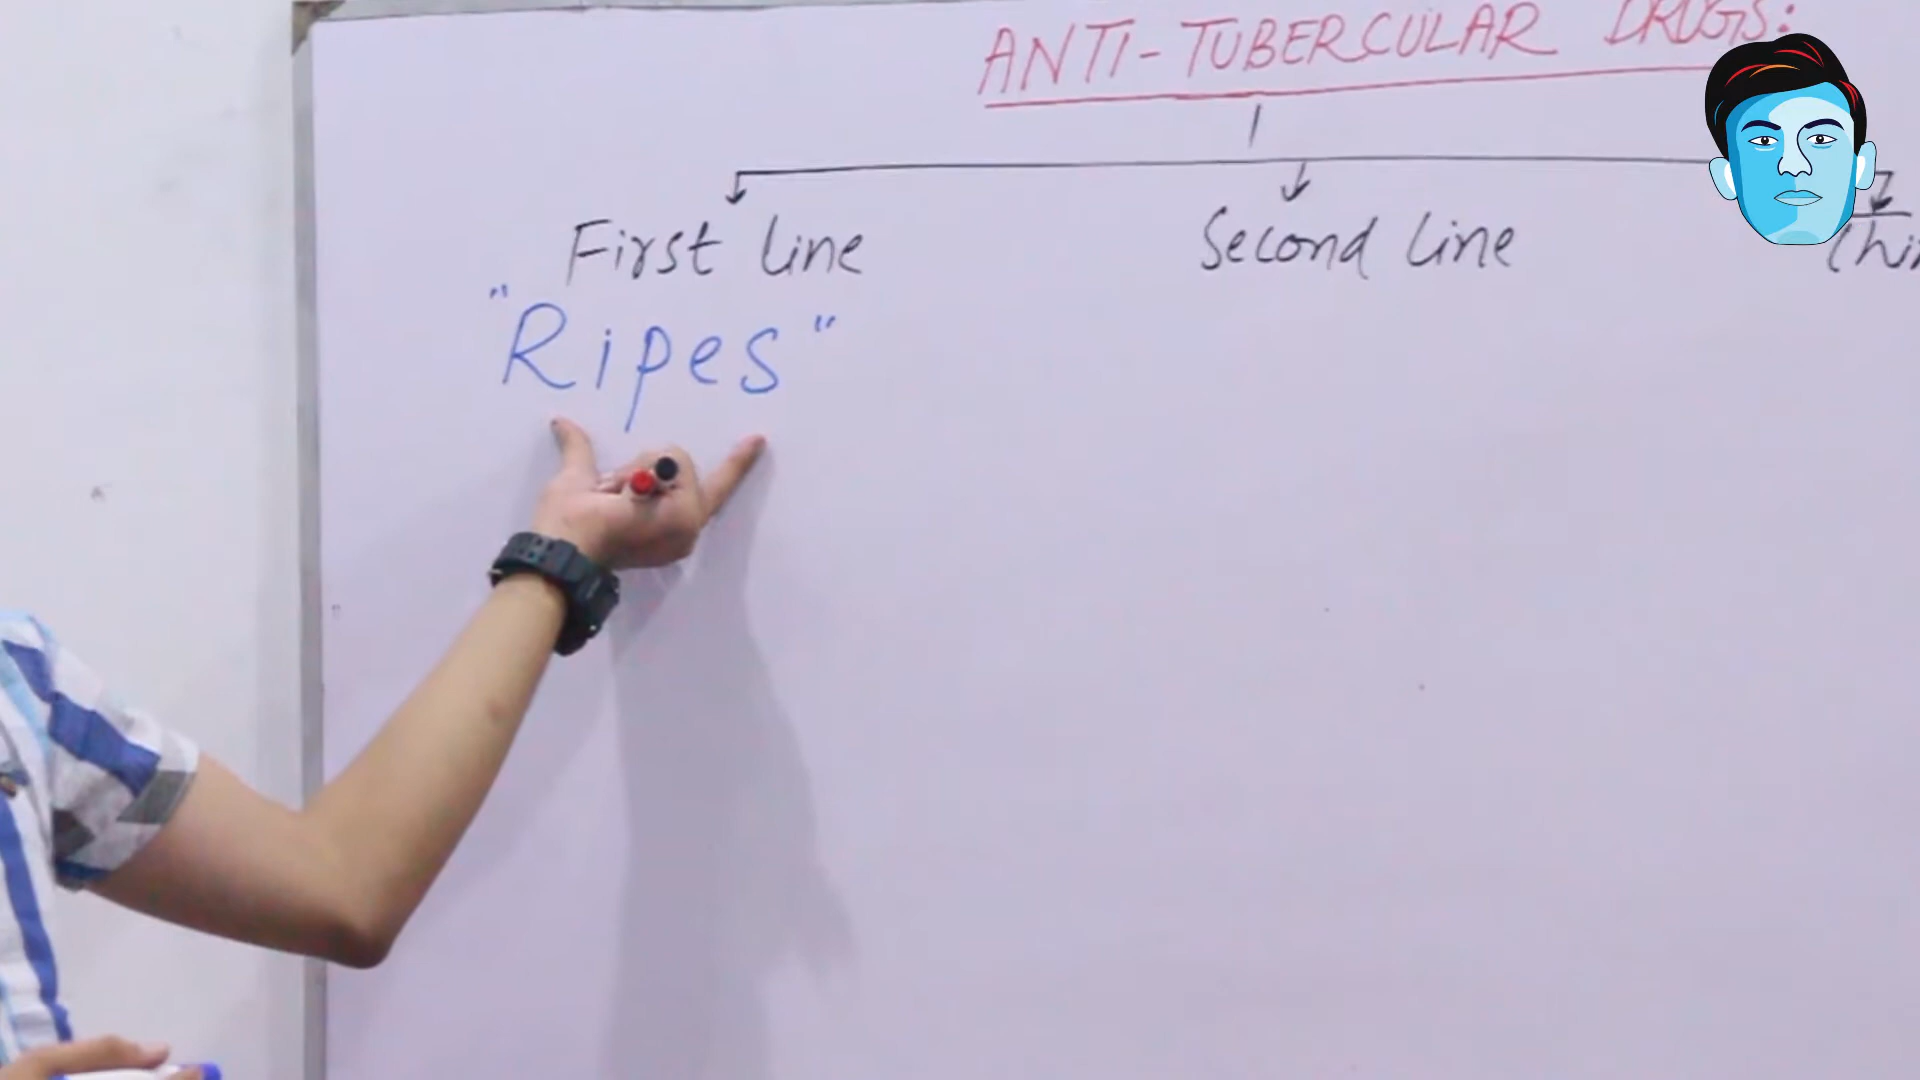 ANTI-TUBERCULAR DRUGS:
First line Second line
"Ripes"